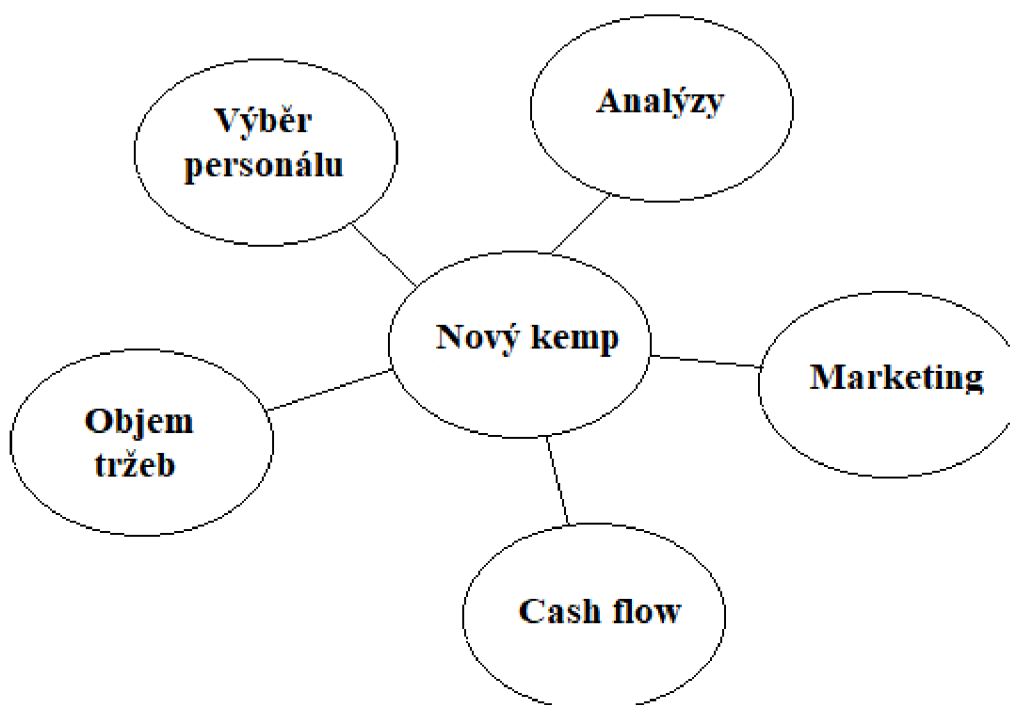 Analýzy
Výběr
personálu
Nový kemp
Marketing
Objem
tržeb
Cash flow